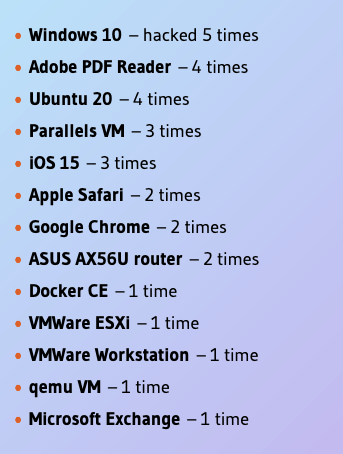 • Windows 10 – hacked 5 times
• Adobe PDF Reader – 4 times
• Ubuntu 20 – 4 times
• Parallels VM – 3 times
• iOS 15 – 3 times
• Apple Safari – 2 times
• Google Chrome – 2 times
• ASUS AX56U router – 2 times
• Docker CE – 1 time
• VMWare ESXi – 1 time
• VMWare Workstation – 1 time
• qemu VM – 1 time
• Microsoft Exchange – 1 time